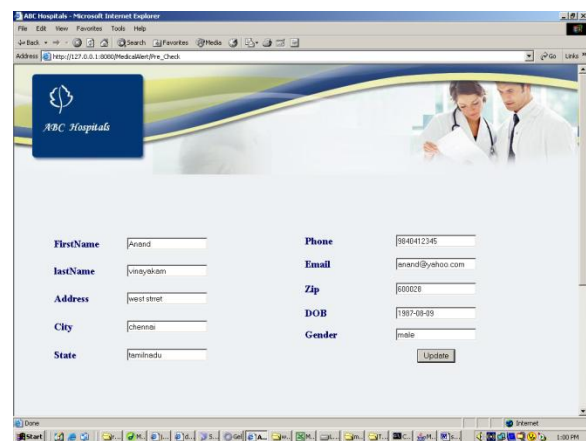 ABC Hospitals - Microsoft Internet Explorer
File Edit View Favorites Tools Help
Back Search Favorites Media
Address http://127.0.0.1:8080/MedicalAlert/Pre_Check Go Links
ABC Hospitals
FirstName Anand
lastName vinayakam
Address west strret
City chennai
State tamilnadu
Phone 9840412345
Email anand@yahoo.com
Zip 600028
DOB 1987-08-09
Gender male
Update
Done Internet
Start 1:00 PM